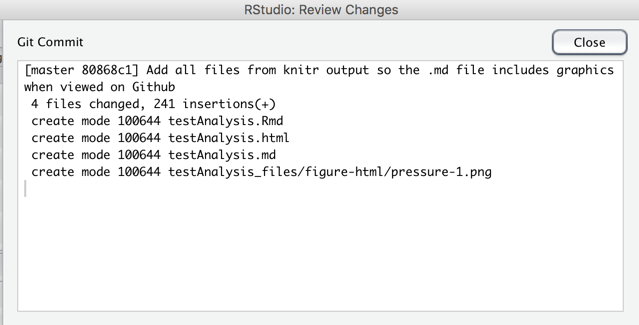 RStudio: Review Changes
Git Commit
Close
[master 80868c1] Add all files from knitr output so the .md file includes graphics
when viewed on Github
4 files changed, 241 insertions(+)
create mode 100644 testAnalysis.Rmd
create mode 100644 testAnalysis.html
create mode 100644 testAnalysis.md
create mode 100644 testAnalysis_files/figure-html/pressure-1.png